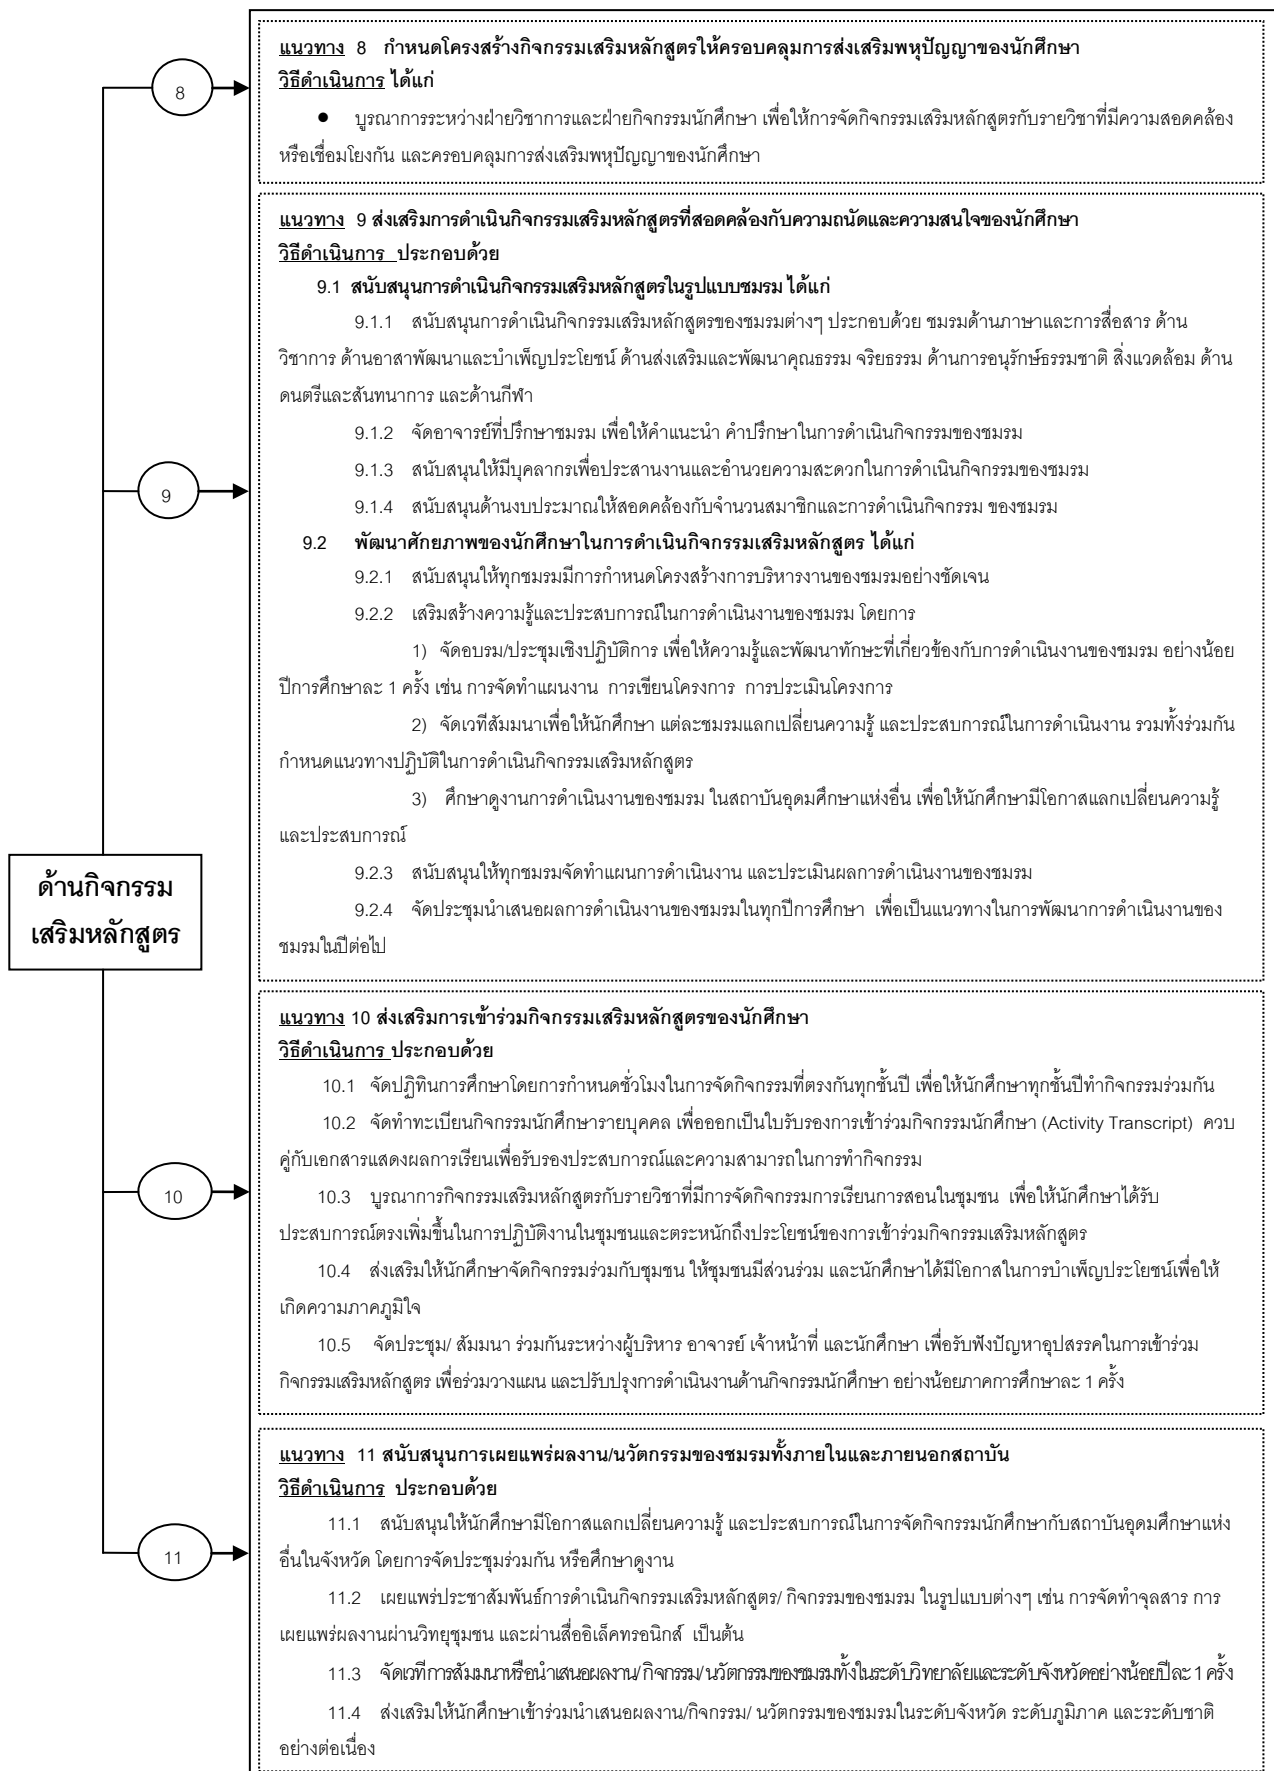 แนวทาง 8 กำหนดโครงสร้างกิจกรรมเสริมหลักสูตรให้ครอบคลุมการส่งเสริมพหุปัญญาของนักศึกษา
วิธีดำเนินการ ได้แก่
8
● บูรณาการระหว่างฝ่ายวิชาการและฝ่ายกิจกรรมนักศึกษา เพื่อให้การจัดกิจกรรมเสริมหลักสูตรกับรายวิชาที่มีความสอดคล้อง
หรือเชื่อมโยงกัน และครอบคลุมการส่งเสริมพหุปัญญาของนักศึกษา
แนวทาง 9 ส่งเสริมการดำเนินกิจกรรมเสริมหลักสูตรที่สอดคล้องกับความถนัดและความสนใจของนักศึกษา
วิธีดำเนินการ ประกอบด้วย
9.1 สนับสนุนการดำเนินกิจกรรมเสริมหลักสูตรในรูปแบบชมรม ได้แก่
9.1.1 สนับสนุนการดำเนินกิจกรรมเสริมหลักสูตรของชมรมต่างๆ ประกอบด้วย ชมรมด้านภาษาและการสื่อสาร ด้าน
วิชาการ ด้านอาสาพัฒนาและบำเพ็ญประโยชน์ ด้านส่งเสริมและพัฒนาคุณธรรม จริยธรรม ด้านการอนุรักษ์ธรรมชาติ สิ่งแวดล้อม ด้าน
ดนตรีและสันทนาการ และด้านกีฬา
9.1.2 จัดอาจารย์ที่ปรึกษาชมรม เพื่อให้คำแนะนำ คำปรึกษาในการดำเนินกิจกรรมของชมรม
9.1.3 สนับสนุนให้มีบุคลากรเพื่อประสานงานและอำนวยความสะดวกในการดำเนินกิจกรรมของชมรม
9
9.1.4 สนับสนุนด้านงบประมาณให้สอดคล้องกับจำนวนสมาชิกและการดำเนินกิจกรรม ของชมรม
9.2 พัฒนาศักยภาพของนักศึกษาในการดำเนินกิจกรรมเสริมหลักสูตร ได้แก่
9.2.1 สนับสนุนให้ทุกชมรมมีการกำหนดโครงสร้างการบริหารงานของชมรมอย่างชัดเจน
9.2.2 เสริมสร้างความรู้และประสบการณ์ในการดำเนินงานของชมรม โดยการ
1) จัดอบรม/ประชุมเชิงปฏิบัติการ เพื่อให้ความรู้และพัฒนาทักษะที่เกี่ยวข้องกับการดำเนินงานของชมรม อย่างน้อย
ปีการศึกษาละ 1 ครั้ง เช่น การจัดทำแผนงาน การเขียนโครงการ การประเมินโครงการ
2) จัดเวทีสัมมนาเพื่อให้นักศึกษา แต่ละชมรมแลกเปลี่ยนความรู้ และประสบการณ์ในการดำเนินงาน รวมทั้งร่วมกัน
กำหนดแนวทางปฏิบัติในการดำเนินกิจกรรมเสริมหลักสูตร
3) ศึกษาดูงานการดำเนินงานของชมรม ในสถาบันอุดมศึกษาแห่งอื่น เพื่อให้นักศึกษามีโอกาสแลกเปลี่ยนความรู้
และประสบการณ์
9.2.3 สนับสนุนให้ทุกชมรมจัดทำแผนการดำเนินงาน และประเมินผลการดำเนินงานของชมรม
ด้านกิจกรรม
เสริมหลักสูตร
9.2.4 จัดประชุมนำเสนอผลการดำเนินงานของชมรมในทุกปีการศึกษา เพื่อเป็นแนวทางในการพัฒนาการดำเนินงานของ
ชมรมในปีต่อไป
แนวทาง 10 ส่งเสริมการเข้าร่วมกิจกรรมเสริมหลักสูตรของนักศึกษา
วิธีดำเนินการ ประกอบด้วย
10.1 จัดปฏิทินการศึกษาโดยการกำหนดชั่วโมงในการจัดกิจกรรมที่ตรงกันทุกชั้นปี เพื่อให้นักศึกษาทุกชั้นปีทำกิจกรรมร่วมกัน
10.2 จัดทำทะเบียนกิจกรรมนักศึกษารายบุคคล เพื่อออกเป็นใบรับรองการเข้าร่วมกิจกรรมนักศึกษา (Activity Transcript) ควบ
คู่กับเอกสารแสดงผลการเรียนเพื่อรับรองประสบการณ์และความสามารถในการทำกิจกรรม
10
10.3 บูรณาการกิจกรรมเสริมหลักสูตรกับรายวิชาที่มีการจัดกิจกรรมการเรียนการสอนในชุมชน เพื่อให้นักศึกษาได้รับ
ประสบการณ์ตรงเพิ่มขึ้นในการปฏิบัติงานในชุมชนและตระหนักถึงประโยชน์ของการเข้าร่วมกิจกรรมเสริมหลักสูตร
10.4 ส่งเสริมให้นักศึกษาจัดกิจกรรมร่วมกับชุมชน ให้ชุมชนมีส่วนร่วม และนักศึกษาได้มีโอกาสในการบำเพ็ญประโยชน์เพื่อให้
เกิดความภาคภูมิใจ
10.5 จัดประชุม/ สัมมนา ร่วมกันระหว่างผู้บริหาร อาจารย์ เจ้าหน้าที่ และนักศึกษา เพื่อรับฟังปัญหาอุปสรรคในการเข้าร่วม
กิจกรรมเสริมหลักสูตร เพื่อร่วมวางแผน และปรับปรุงการดำเนินงานด้านกิจกรรมนักศึกษา อย่างน้อยภาคการศึกษาละ 1 ครั้ง
แนวทาง 11 สนับสนุนการเผยแพร่ผลงาน/นวัตกรรมของชมรมทั้งภายในและภายนอกสถาบัน
วิธีดำเนินการ ประกอบด้วย
11.1 สนับสนุนให้นักศึกษามีโอกาสแลกเปลี่ยนความรู้ และประสบการณ์ในการจัดกิจกรรมนักศึกษากับสถาบันอุดมศึกษาแห่ง
11
อื่นในจังหวัด โดยการจัดประชุมร่วมกัน หรือศึกษาดูงาน
11.2 เผยแพร่ประชาสัมพันธ์การดำเนินกิจกรรมเสริมหลักสูตร/ กิจกรรมของชมรม ในรูปแบบต่างๆ เช่น การจัดทำจุลสาร การ
เผยแพร่ผลงานผ่านวิทยุชุมชน และผ่านสื่ออิเล็คทรอนิกส์ เป็นต้น
11.3 จัดเวทีการสัมมนาหรือนำเสนอผลงาน/ กิจกรรม/ นวัตกรรมของชมรมทั้งในระดับวิทยาลัยและระดับจังหวัดอย่างน้อยปีละ 1 ครั้ง
11.4 ส่งเสริมให้นักศึกษาเข้าร่วมนำเสนอผลงาน/กิจกรรม/ นวัตกรรมของชมรมในระดับจังหวัด ระดับภูมิภาค และระดับชาติ
อย่างต่อเนื่อง